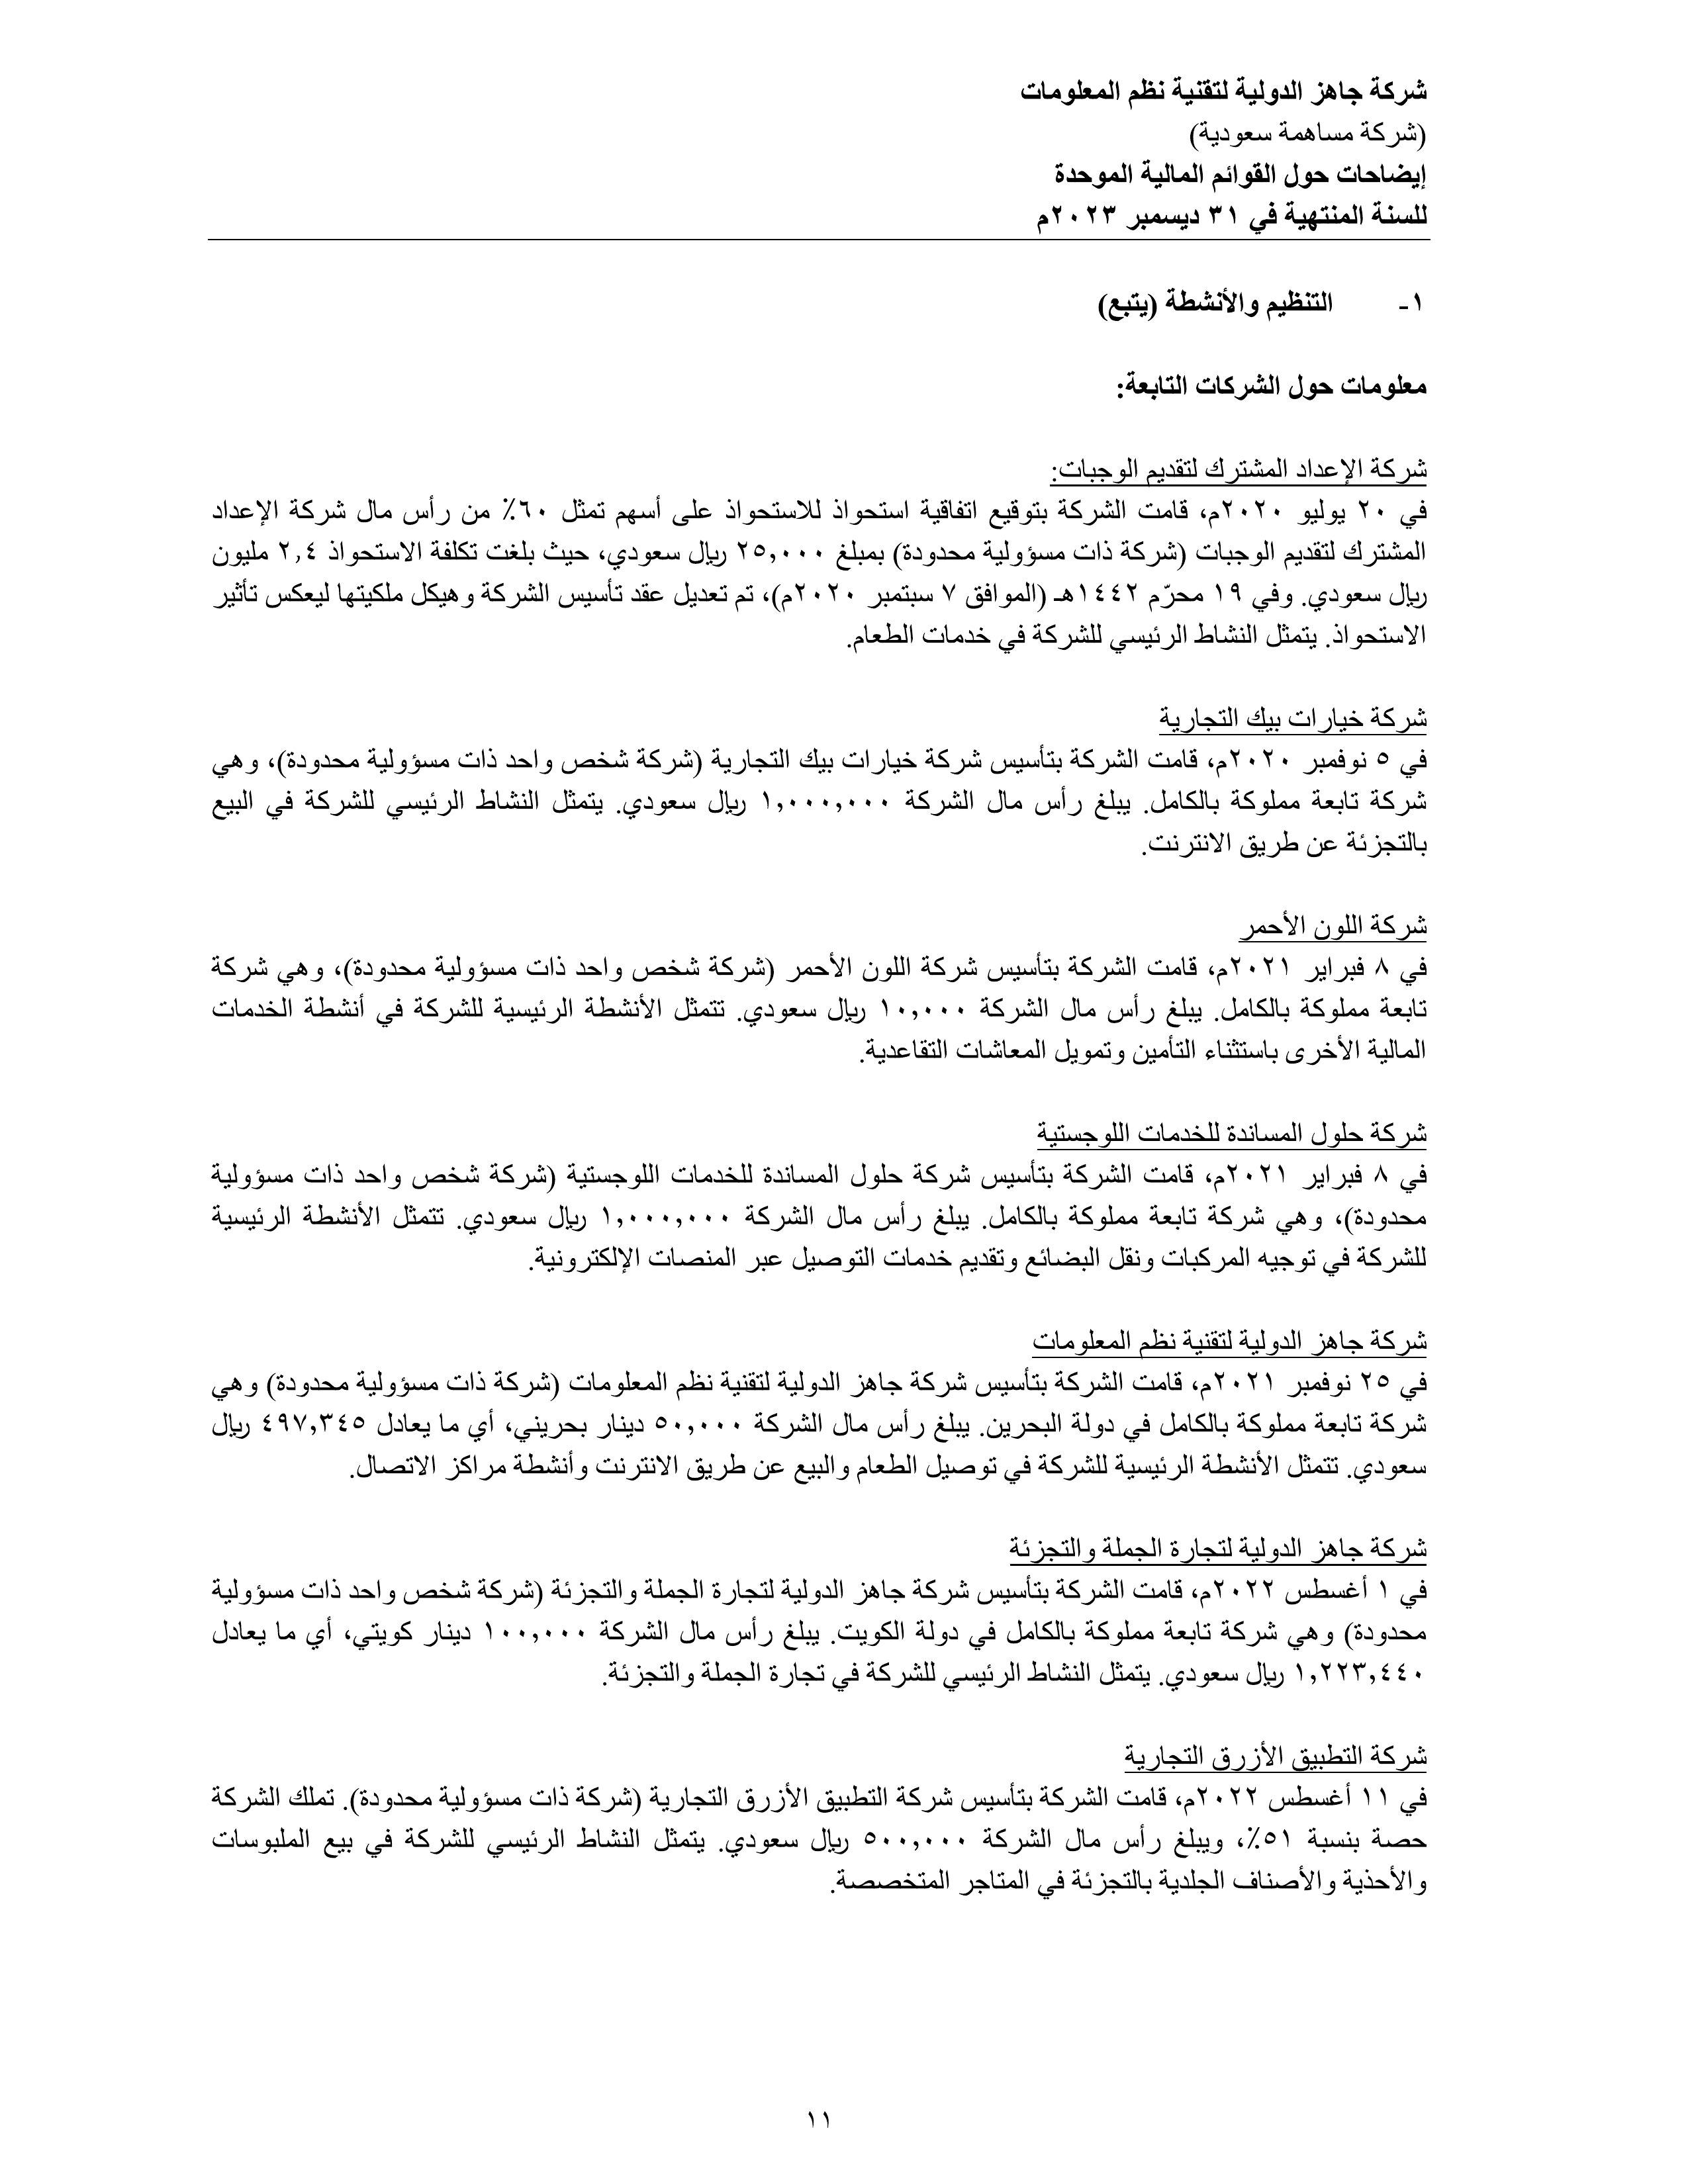 شركة جاهز الدولية لتقنية نظم المعلومات
(شركة مساهمة سعودية)
إيضاحات حول القوائم المالية الموحدة
للسنة المنتهية في ٣١ ديسمبر ٢٠٢٣م
١- التنظيم والأنشطة (يتبع)
معلومات حول الشركات التابعة:
شركة الإعداد المشترك لتقديم الوجبات:
في ٢٠ يوليو ٢٠٢٠م، قامت الشركة بتوقيع اتفاقية استحواذ للاستحواذ على أسهم تمثل ٦٠٪ من رأس مال شركة الإعداد
المشترك لتقديم الوجبات (شركة ذات مسؤولية محدودة) بمبلغ ٢٥,٠٠٠ ريال سعودي، حيث بلغت تكلفة الاستحواذ ٢,٤ مليون
ريال سعودي. وفي ١٩ محرّم ١٤٤٢هـ (الموافق ٧ سبتمبر ٢٠٢٠م)، تم تعديل عقد تأسيس الشركة وهيكل ملكيتها ليعكس تأثير
الاستحواذ. يتمثل النشاط الرئيسي للشركة في خدمات الطعام.
شركة خيارات بيك التجارية
في ٥ نوفمبر ٢٠٢٠م، قامت الشركة بتأسيس شركة خيارات بيك التجارية (شركة شخص واحد ذات مسؤولية محدودة)، وهي
شركة تابعة مملوكة بالكامل. يبلغ رأس مال الشركة ١,٠٠٠,٠٠٠ ريال سعودي. يتمثل النشاط الرئيسي للشركة في البيع
بالتجزئة عن طريق الانترنت.
شركة اللون الأحمر
في ٨ فبراير ٢٠٢١م، قامت الشركة بتأسيس شركة اللون الأحمر (شركة شخص واحد ذات مسؤولية محدودة)، وهي شركة
تابعة مملوكة بالكامل. يبلغ رأس مال الشركة ١٠,٠٠٠ ريال سعودي. تتمثل الأنشطة الرئيسية للشركة في أنشطة الخدمات
المالية الأخرى باستثناء التأمين وتمويل المعاشات التقاعدية.
شركة حلول المساندة للخدمات اللوجستية
في ٨ فبراير ٢٠٢١م، قامت الشركة بتأسيس شركة حلول المساندة للخدمات اللوجستية (شركة شخص واحد ذات مسؤولية
محدودة)، وهي شركة تابعة مملوكة بالكامل. يبلغ رأس مال الشركة ١,٠٠٠,٠٠٠ ريال سعودي. تتمثل الأنشطة الرئيسية
للشركة في توجيه المركبات ونقل البضائع وتقديم خدمات التوصيل عبر المنصات الإلكترونية.
شركة جاهز الدولية لتقنية نظم المعلومات
في ٢٥ نوفمبر ٢٠٢١م، قامت الشركة بتأسيس شركة جاهز الدولية لتقنية نظم المعلومات (شركة ذات مسؤولية محدودة) وهي
شركة تابعة مملوكة بالكامل في دولة البحرين. يبلغ رأس مال الشركة ٥٠,٠٠٠ دينار بحريني، أي ما يعادل ٤٩٧,٣٤٥ ريال
سعودي. تتمثل الأنشطة الرئيسية للشركة في توصيل الطعام والبيع عن طريق الانترنت وأنشطة مراكز الاتصال.
شركة جاهز الدولية لتجارة الجملة والتجزئة
في ١ أغسطس ٢٠٢٢م، قامت الشركة بتأسيس شركة جاهز الدولية لتجارة الجملة والتجزئة (شركة شخص واحد ذات مسؤولية
محدودة) وهي شركة تابعة مملوكة بالكامل في دولة الكويت. يبلغ رأس مال الشركة ١٠٠,٠٠٠ دينار كويتي، أي ما يعادل
١,٢٢٣,٤٤٠ ريال سعودي. يتمثل النشاط الرئيسي للشركة في تجارة الجملة والتجزئة.
شركة التطبيق الأزرق التجارية
في ١١ أغسطس ٢٠٢٢م، قامت الشركة بتأسيس شركة التطبيق الأزرق التجارية (شركة ذات مسؤولية محدودة). تملك الشركة
حصة بنسبة ٥١٪، ويبلغ رأس مال الشركة ٥٠٠,٠٠٠ ريال سعودي. يتمثل النشاط الرئيسي للشركة في بيع الملبوسات
والأحذية والأصناف الجلدية بالتجزئة في المتاجر المتخصصة.
١١